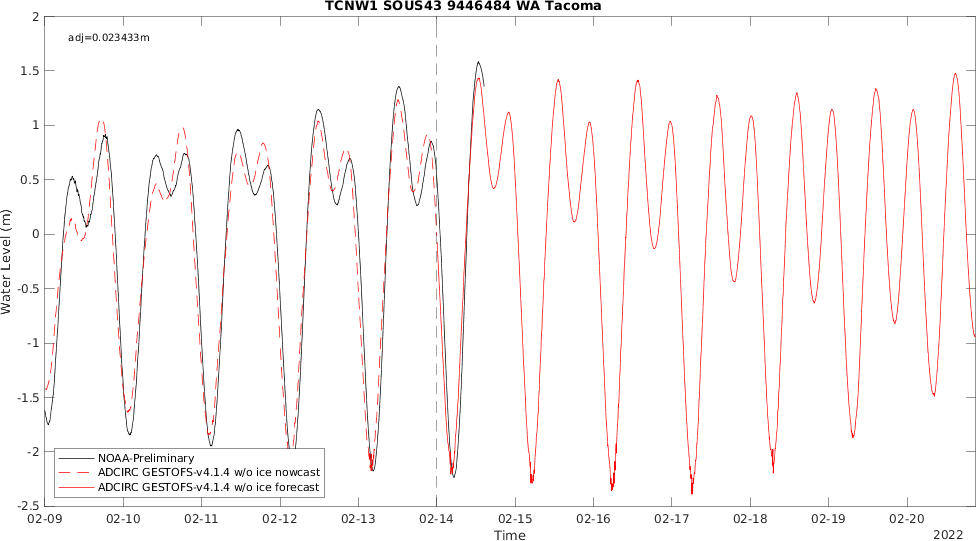 TCNW1 SOUS43 9446484 WA Tacoma
adj=0.023433m
Water Level (m)
2
1.5
1
0.5
0
-0.5
-1
-1.5
-2
-2.5
NOAA-Preliminary
ADCIRC GESTOFS-v4.1.4 w/o ice nowcast
ADCIRC GESTOFS-v4.1.4 w/o ice forecast
02-09 02-10 02-11 02-12 02-13 02-14 02-15 02-16 02-17 02-18 02-19 02-20
Time
2022